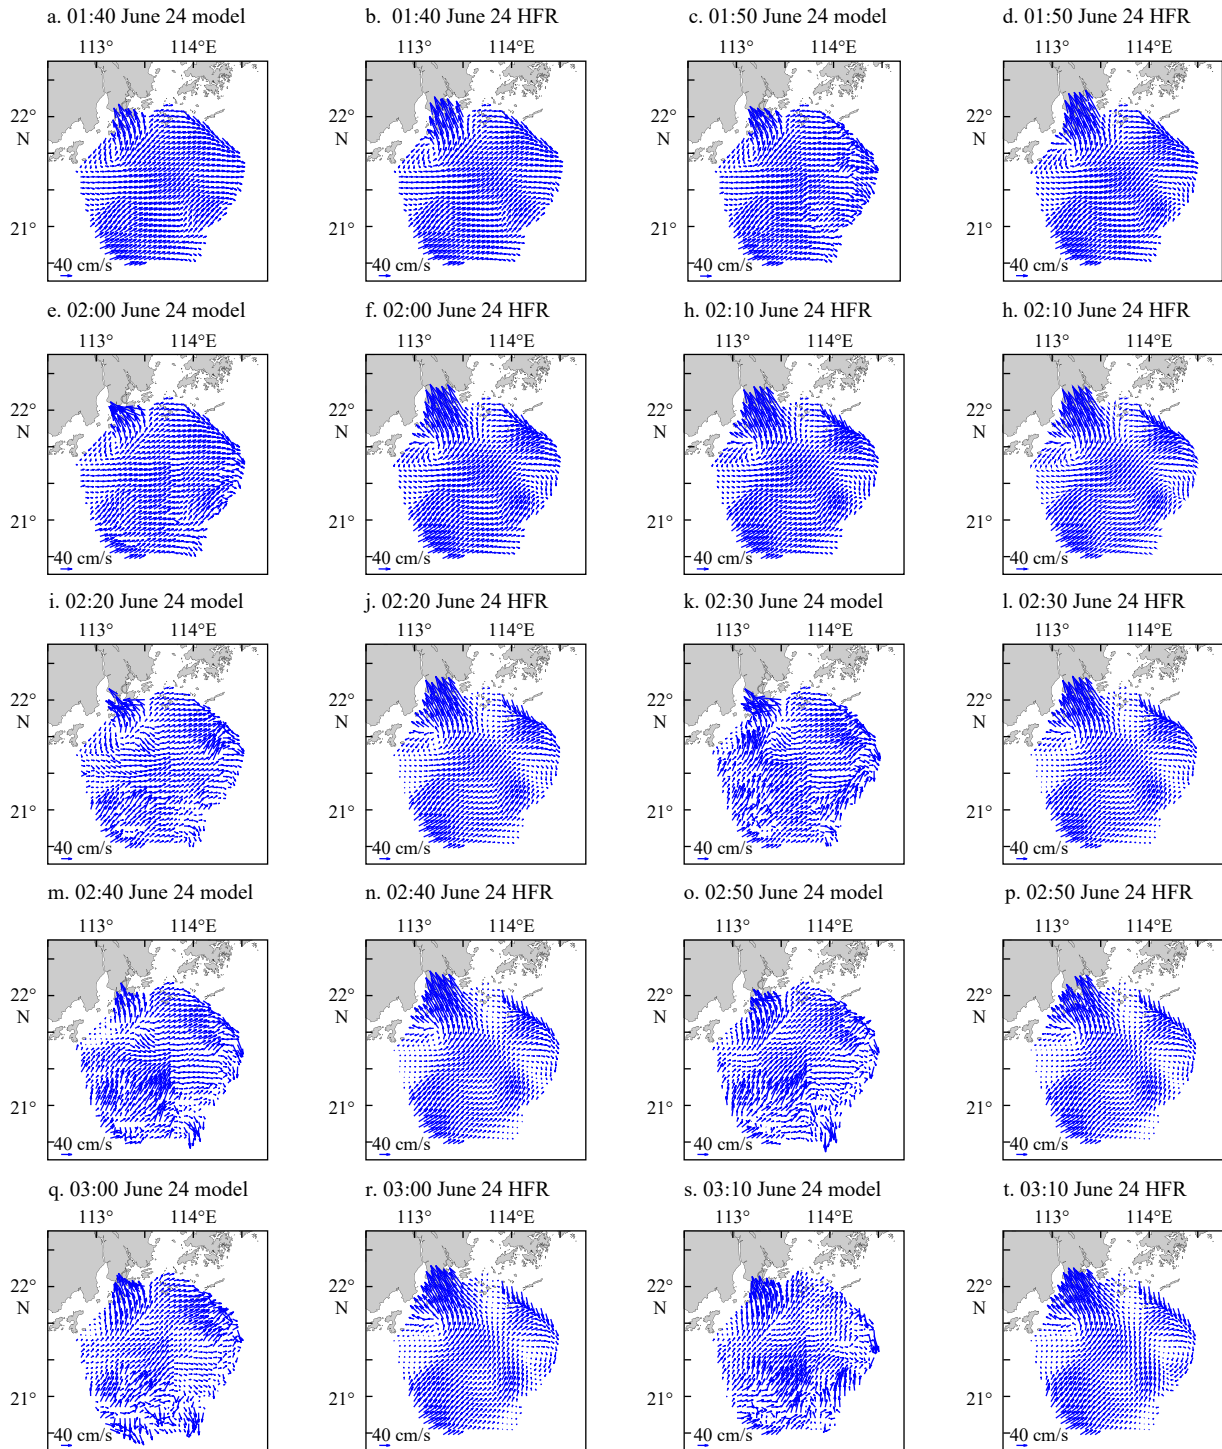 a. 01:40 June 24 model
b. 01:40 June 24 HFR
c. 01:50 June 24 model
d. 01:50 June 24 HFR
113° 114°E
113° 114°E
113° 114°E
113° 114°E
22°
N
21°
40 cm/s
22°
N
21°
40 cm/s
22°
N
21°
40 cm/s
22°
N
21°
40 cm/s
e. 02:00 June 24 model
f. 02:00 June 24 HFR
h. 02:10 June 24 model
h. 02:10 June 24 HFR
113° 114°E
113° 114°E
113° 114°E
113° 114°E
22°
N
21°
40 cm/s
22°
N
21°
40 cm/s
22°
N
21°
40 cm/s
22°
N
21°
40 cm/s
i. 02:20 June 24 model
j. 02:20 June 24 HFR
k. 02:30 June 24 model
l. 02:30 June 24 HFR
113° 114°E
113° 114°E
113° 114°E
113° 114°E
22°
N
21°
40 cm/s
22°
N
21°
40 cm/s
22°
N
21°
40 cm/s
22°
N
21°
40 cm/s
m. 02:40 June 24 model
n. 02:40 June 24 HFR
o. 02:50 June 24 model
p. 02:50 June 24 HFR
113° 114°E
113° 114°E
113° 114°E
113° 114°E
22°
N
21°
40 cm/s
22°
N
21°
40 cm/s
22°
N
21°
40 cm/s
22°
N
21°
40 cm/s
q. 03:00 June 24 model
r. 03:00 June 24 HFR
s. 03:10 June 24 model
t. 03:10 June 24 HFR
113° 114°E
113° 114°E
113° 114°E
113° 114°E
22°
N
21°
40 cm/s
22°
N
21°
40 cm/s
22°
N
21°
40 cm/s
22°
N
21°
40 cm/s